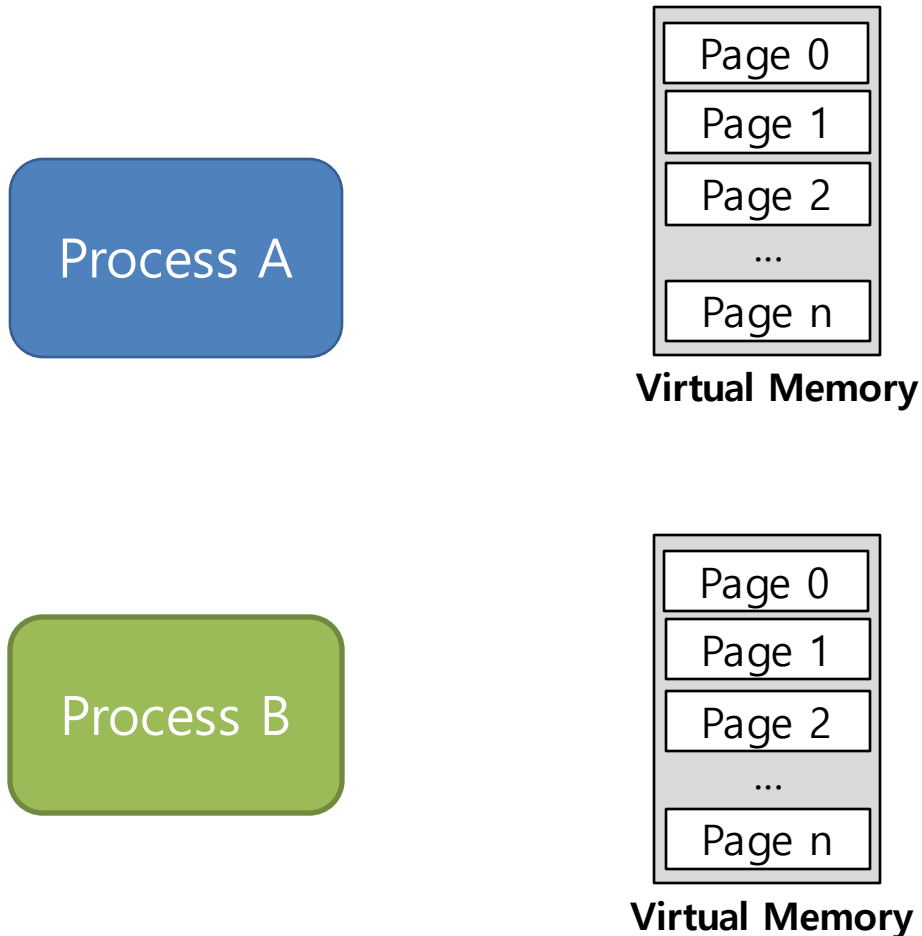 Process A
Page 0
Page 1
Page 2
...
Page n
Virtual Memory
Process B
Page 0
Page 1
Page 2
...
Page n
Virtual Memory